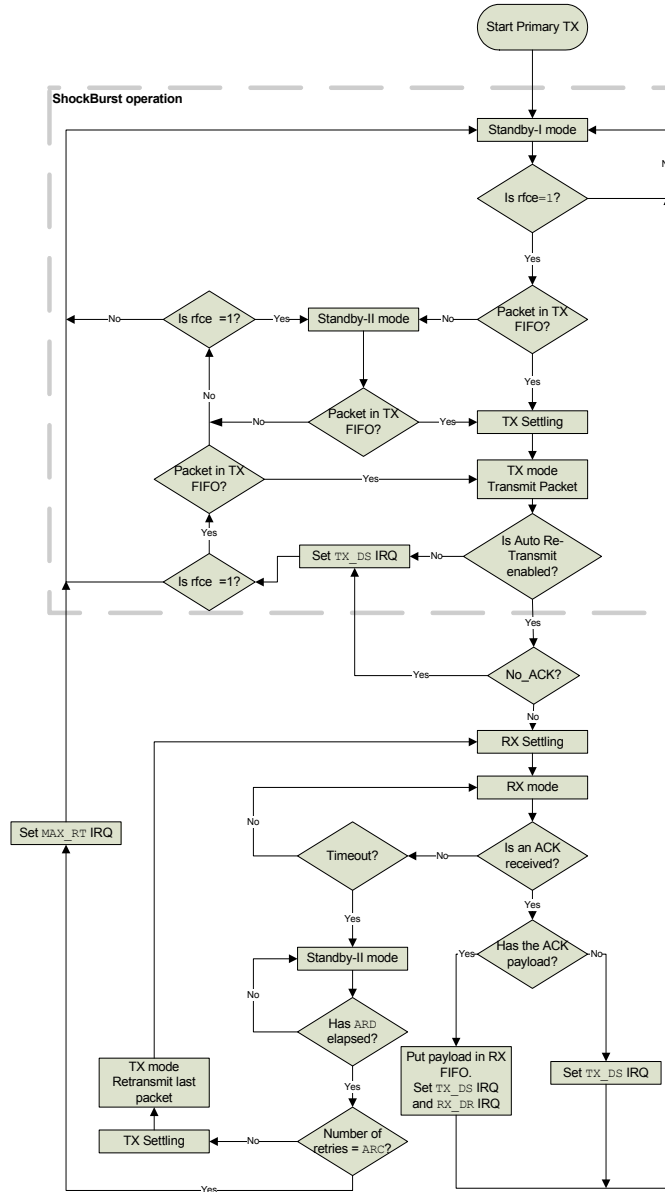 Start Primary TX
ShockBurst operation
Standby-I mode
Is rfce=1?
Yes
Is rfce =1?
No
Yes
Standby-II mode
No
Packet in TX
FIFO?
Yes
No
Packet in TX
FIFO?
No
Yes
TX Settling
Packet in TX
FIFO?
Yes
TX mode
Transmit Packet
Yes
Is Auto Re-
Transmit
enabled?
No
Set TX_DS IRQ
Is rfce =1?
Yes
No_ACK?
Yes
No
RX Settling
RX mode
No
Set MAX_RT IRQ
Timeout?
No
Is an ACK
received?
Yes
Yes
Standby-II mode
Yes
Has the ACK
payload?
No
No
Has ARD
elapsed?
Yes
TX mode
Retransmit last
packet
Put payload in RX
FIFO.
Set TX_DS IRQ
and RX_DR IRQ
Set TX_DS IRQ
TX Settling
No
Number of
retries = ARC?
Yes